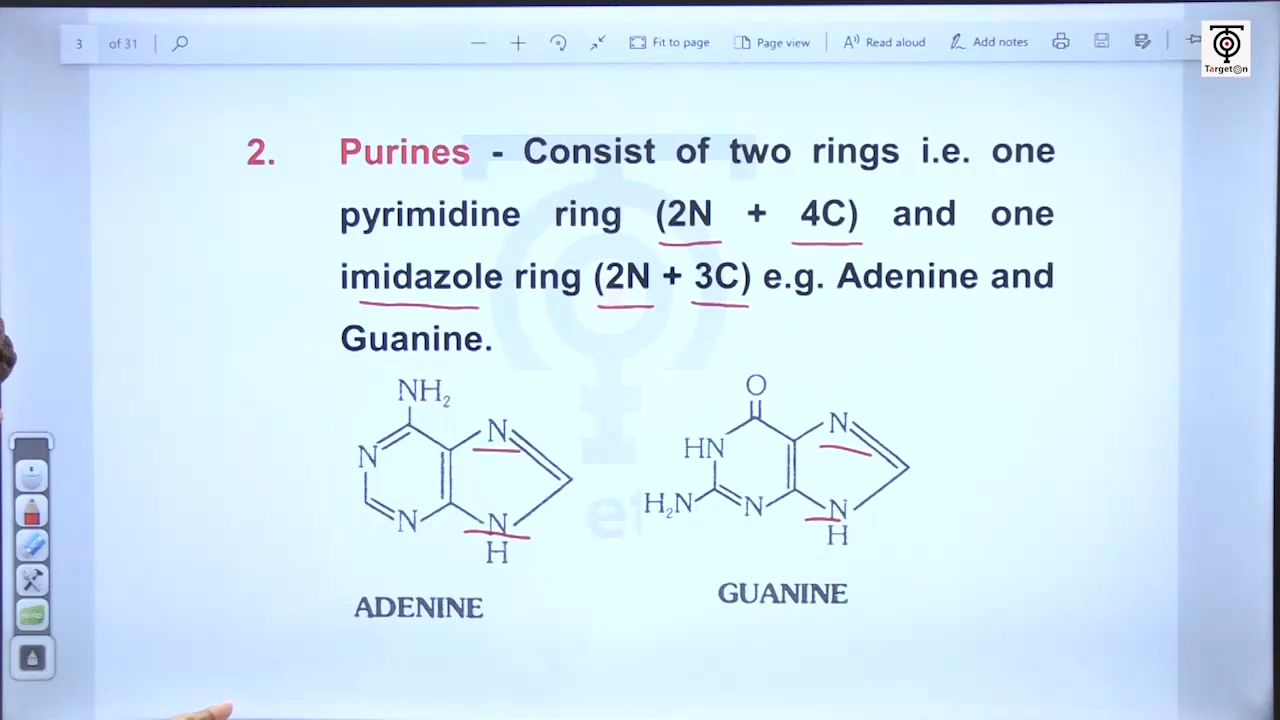 3 of 31 Fit to page Page view Read aloud Add notes
TargetOn
2. Purines - Consist of two rings i.e. one
pyrimidine ring (2N + 4C) and one
imidazole ring (2N + 3C) e.g. Adenine and
Guanine.
NH2
N
N
N
N
H
ADENINE
O
N
HN
H2N
N
N
H
GUANINE